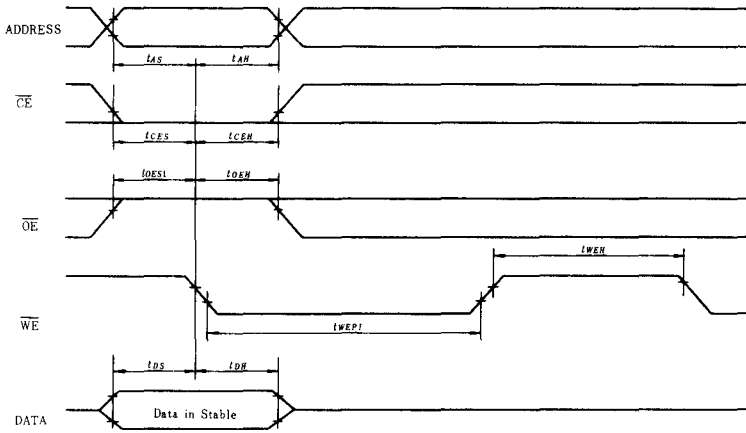 ADDRESS
tAS
tAH
CE
tCES
tCEH
tOES1
tOEH
OE
tWEH
WE
tWEP1
tDS
tDH
Data in Stable
DATA